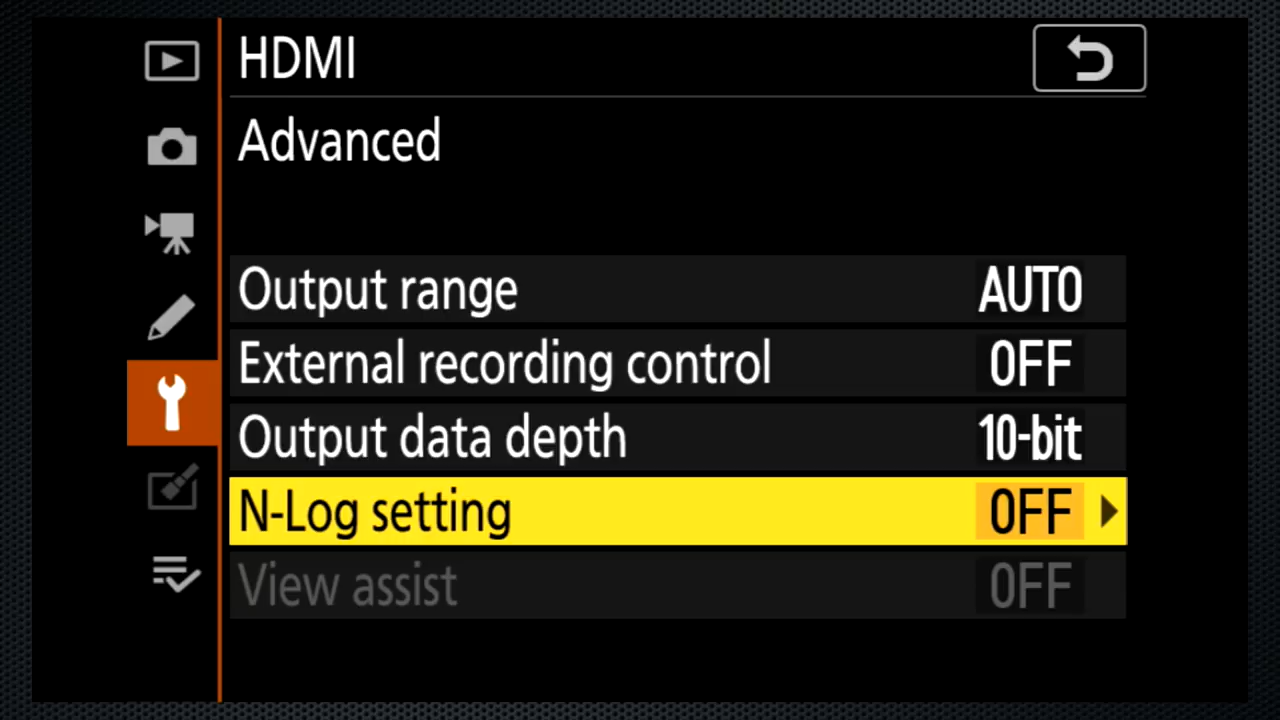 HDMI
Advanced
Output range AUTO
External recording control OFF
Output data depth 10-bit
N-Log setting OFF
View assist OFF